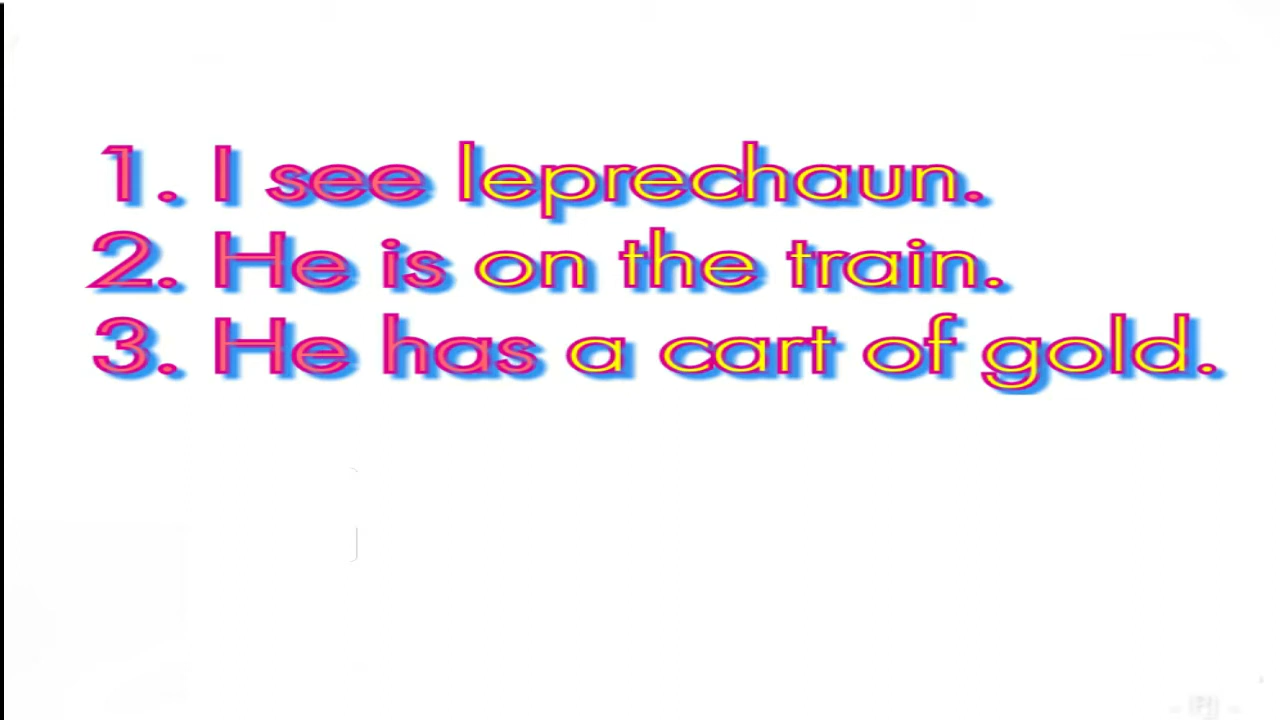 1. I see leprechaun.
2. He is on the train.
3. He has a cart of gold.